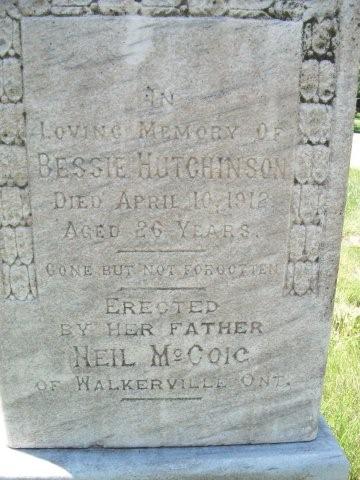 IN
LOVING MEMORY OF
BESSIE HUTCHINSON
DIED APRIL 10, 1912
AGED 26 YEARS.
GONE BUT NOT FORGOTTEN
ERECTED
BY HER FATHER
NEIL McCOIG
OF WALKERVILLE ONT.